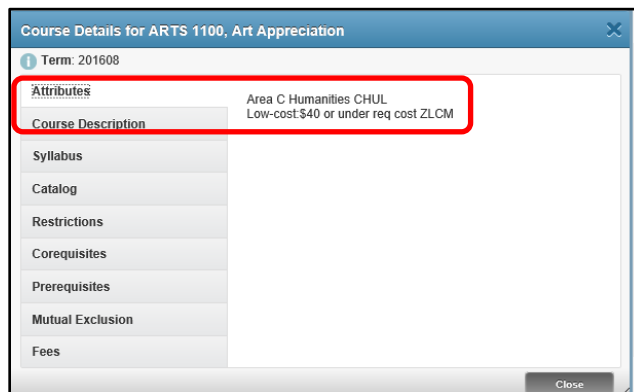 Course Details for ARTS 1100, Art Appreciation
Term: 201608
Attributes
Area C Humanities CHUL
Low-cost:$40 or under req cost ZLCM
Course Description
Syllabus
Catalog
Restrictions
Corequisites
Prerequisites
Mutual Exclusion
Fees
Close